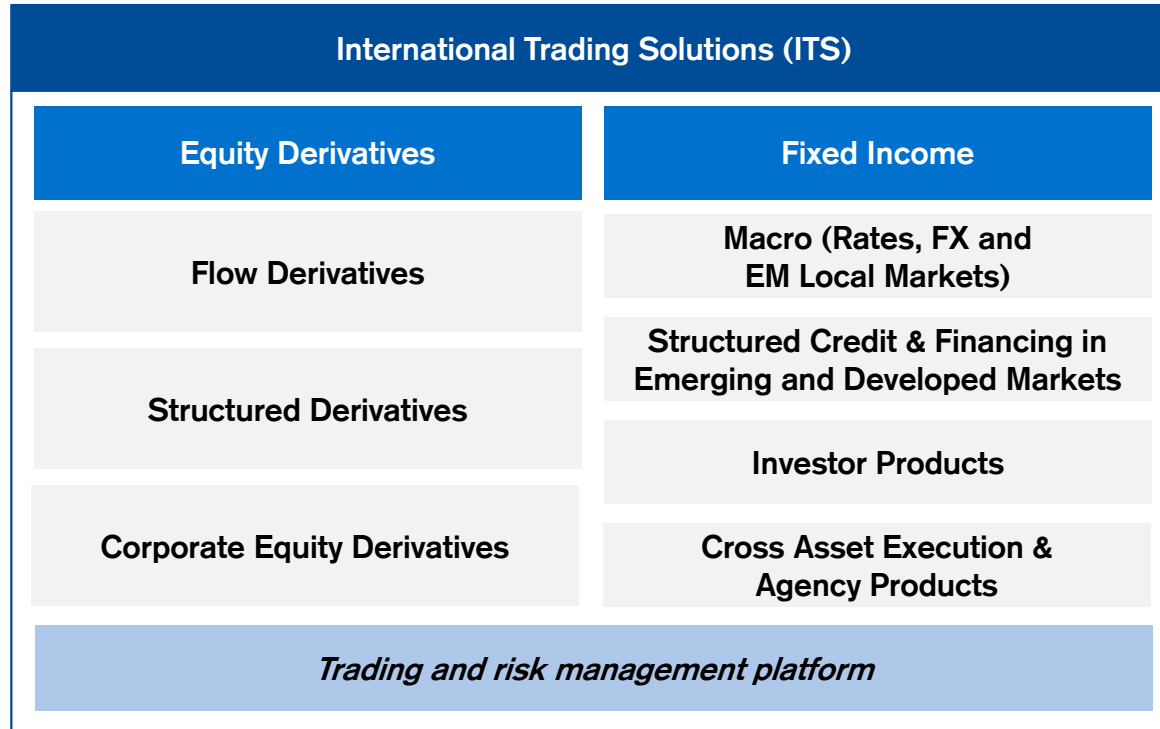 International Trading Solutions (ITS)
Equity Derivatives
Flow Derivatives
Structured Derivatives
Corporate Equity Derivatives
Fixed Income
Macro (Rates, FX and
EM Local Markets)
Structured Credit & Financing in
Emerging and Developed Markets
Investor Products
Cross Asset Execution &
Agency Products
Trading and risk management platform